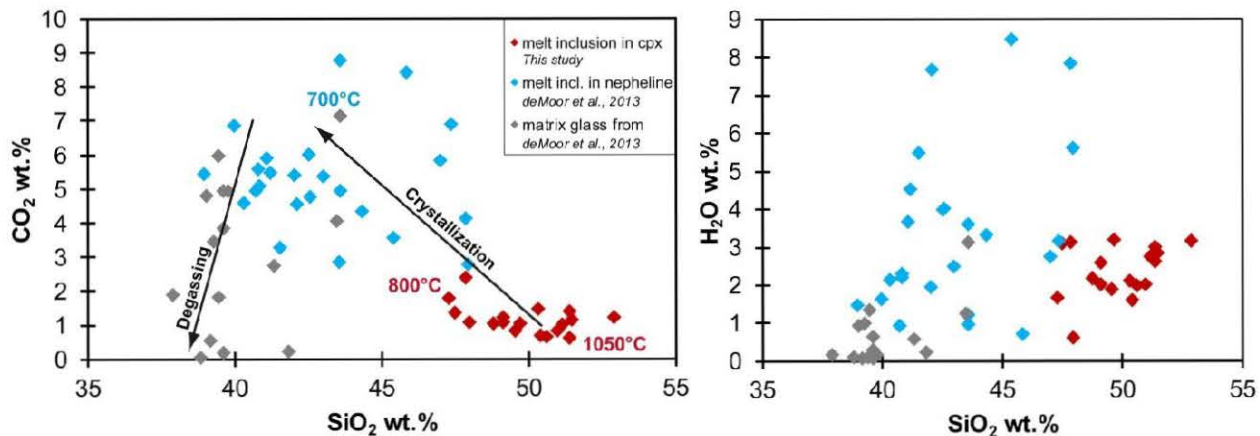 10
9
8
7
6
5
4
3
2
1
0
CO₂ wt.%
35
40
45
50
55
SiO₂ wt.%
700°C
800°C
1050°C
Degassing
Crystallization
melt inclusion in cpx
This study
melt incl. in nepheline
deMoor et al., 2013
matrix glass from
deMoor et al., 2013
9
8
7
6
5
4
3
2
1
0
H₂O wt.%
35
40
45
50
55
SiO₂ wt.%